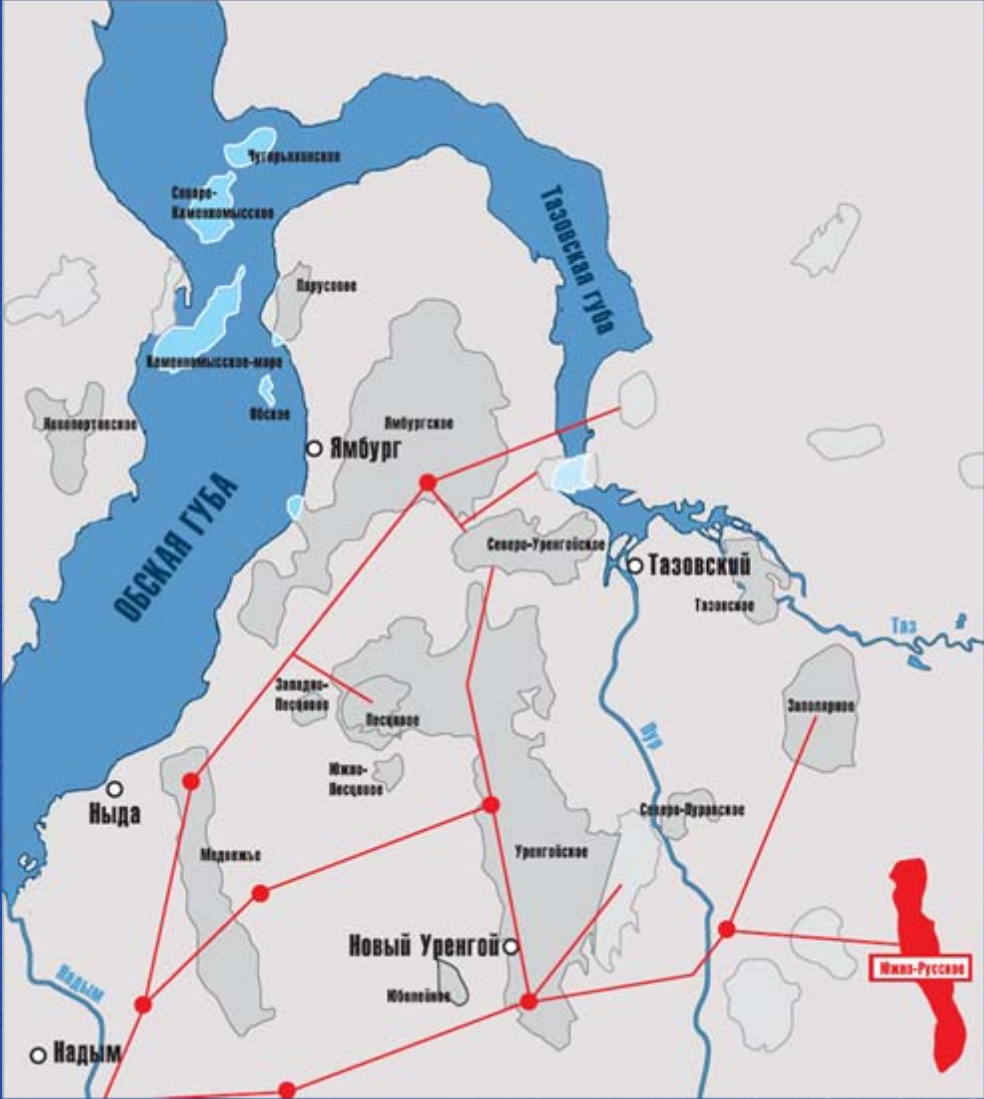 Чугорьяхинское
Северо-
Каменномысское
Тазовская губа
Парусовое
Каменномысское-море
Обское
Новопортовское
Ямбургское
Ямбург
ОБСКАЯ ГУБА
Северо-Уренгойское
Тазовский
Тазовское
Таз
Западно-
Песцовое
Песцовое
Заполярное
Пур
Южно-
Песцовое
Ныда
Северо-Пуровское
Медвежье
Уренгойское
Новый Уренгой
Южно-Русское
Юбилейное
Надым
Надым